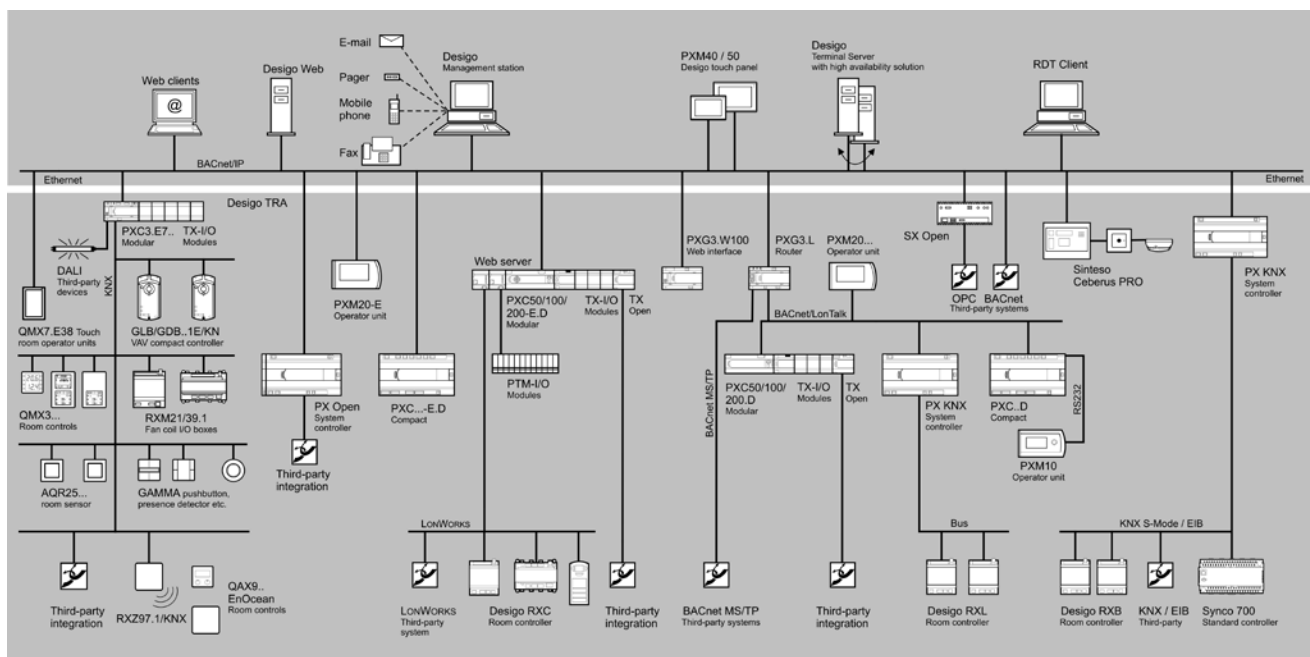 E-mail
Desigo
Management station
PXM40 / 50
Desigo touch panel
Desigo
Terminal Server
with high availability solution
RDT Client
Web clients
@
Desigo Web
Pager
Mobile
phone
Fax
BACnet/IP
Ethernet
Ethernet
Desigo TRA
PXC3.E7..
Modular
TX-I/O
Modules
DALI
Third-party
devices
KNX
QMX7.E38 Touch
room operator units
GLB/GDB..1E/KN
VAV compact controller
QMX3...
Room controls
RXM21/39.1
Fan coil I/O boxes
AQR25...
room sensor
GAMMA pushbutton,
presence detector etc.
Third-party
integration
RXZ97.1/KNX
QAX9..
EnOcean
Room controls
PX Open
System
controller
Third-party
integration
PXM20-E
Operator unit
PXC...-E.D
Compact
Web server
PXC50/100/
200-E.D
Modular
TX-I/O
Modules
TX
Open
PTM-I/O
Modules
LONWORKS
LONWORKS
Third-party
system
Desigo RXC
Room controller
Third-party
integration
PXG3.W100
Web interface
PXG3.L
Router
PXM20...
Operator unit
BACnet/LonTalk
BACnet MS/TP
PXC50/100/
200.D
Modular
TX-I/O
Modules
TX
Open
BACnet MS/TP
Third-party systems
Third-party
integration
SX Open
OPC
BACnet
Third-party systems
PX KNX
System
controller
PXC..D
Compact
RS232
PXM10
Operator unit
Bus
Desigo RXL
Room controller
Sinteso
Ceberus PRO
PX KNX
System
controller
KNX S-Mode / EIB
Desigo RXB
Room controller
KNX / EIB
Third-party
Synco 700
Standard controller